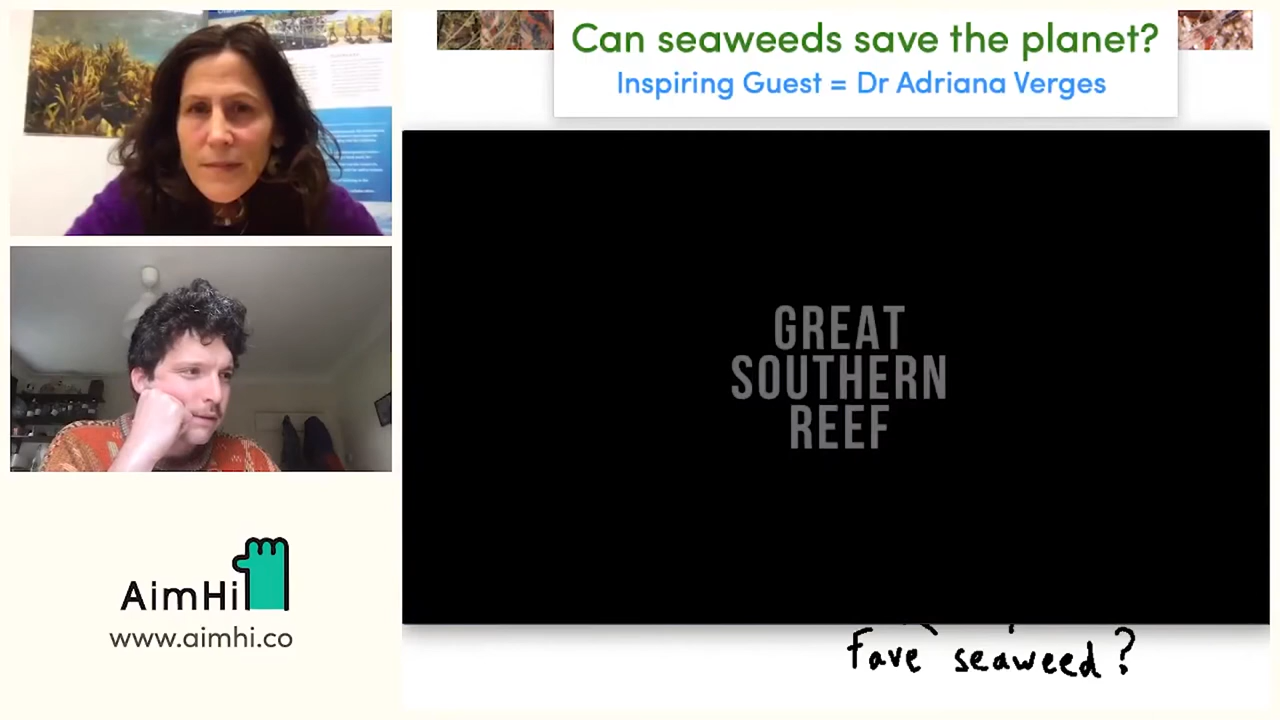 Can seaweeds save the planet?
Inspiring Guest = Dr Adriana Verges
GREAT
SOUTHERN
REEF
AimHi
www.aimhi.co
Fave seaweed?